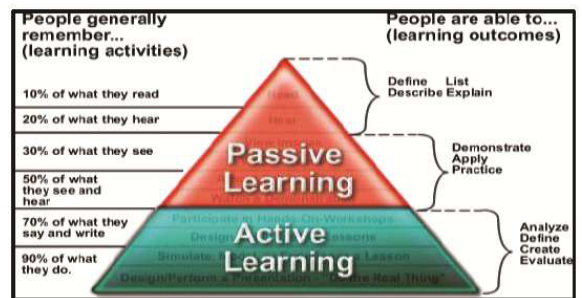 People generally
remember...
(learning activities)
People are able to...
(learning outcomes)
10% of what they read
20% of what they hear
30% of what they see
50% of what
they see and
hear
70% of what they
say and write
90% of what
they do.
Read
Hear
View Images
Passive
Learning
Participate in Hands-On-Workshops
Active
Learning
Design/Perform a Presentation - "Do the Real Thing"
Define List
Describe Explain
Demonstrate
Apply
Practice
Analyze
Define
Create
Evaluate